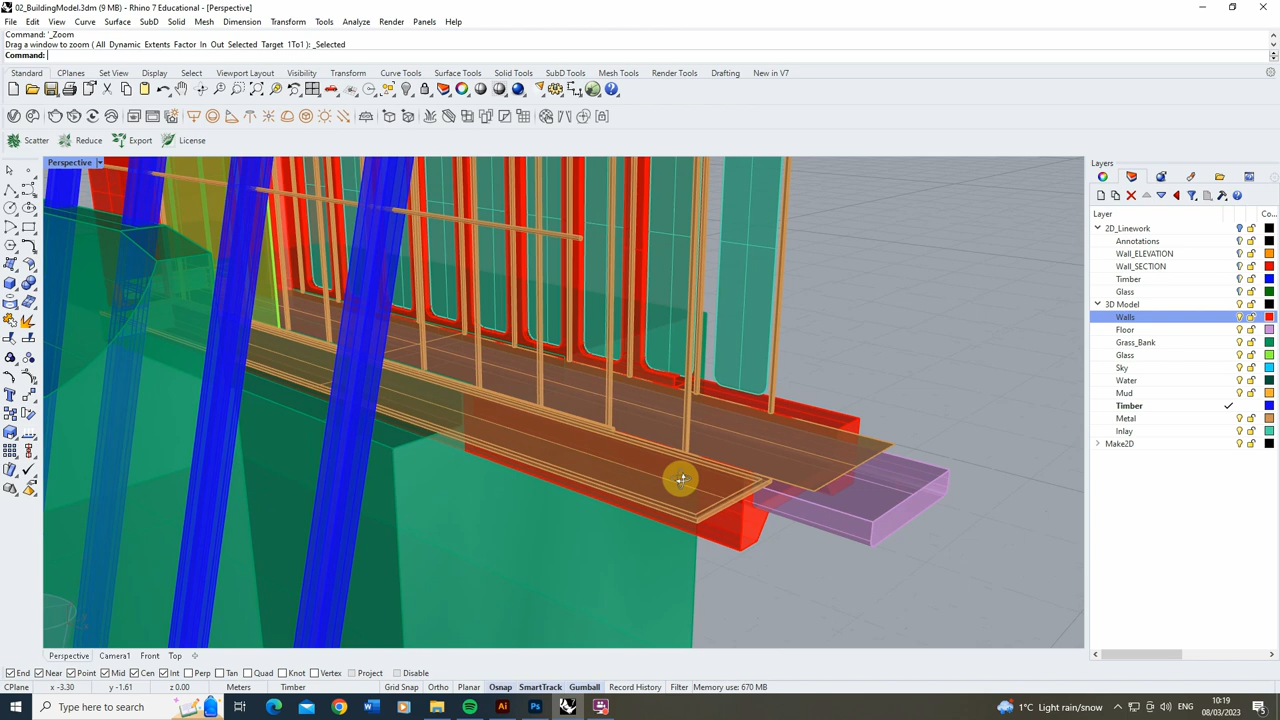 02_BuildingModel.3dm (9 MB) - Rhino 7 Educational - [Perspective]
File Edit View Curve Surface SubD Solid Mesh Dimension Transform Tools Analyze Render Panels Help
Command: '_Zoom
Drag a window to zoom ( All Dynamic Extents Factor In Out Selected Target 1To1 ): _Selected
Command:
Standard CPlanes Set View Display Select Viewport Layout Visibility Transform Curve Tools Surface Tools Solid Tools SubD Tools Mesh Tools Render Tools Drafting New in V7
Scatter Reduce Export License
Perspective
Layers
Layer Co...
2D_Linework
Annotations
Wall_ELEVATION
Wall_SECTION
Timber
Glass
3D Model
Walls
Floor
Grass_Bank
Glass
Sky
Water
Mud
Timber
Metal
Inlay
Make2D
Perspective Camera1 Front Top
End Near Point Mid Cen Int Perp Tan Quad Knot Vertex Project Disable
CPlane x -3.30 y -1.61 z 0.00 Meters Timber Grid Snap Ortho Planar Osnap SmartTrack Gumball Record History Filter Memory use: 670 MB
Type here to search
1°C Light rain/snow
10:19
08/03/2023